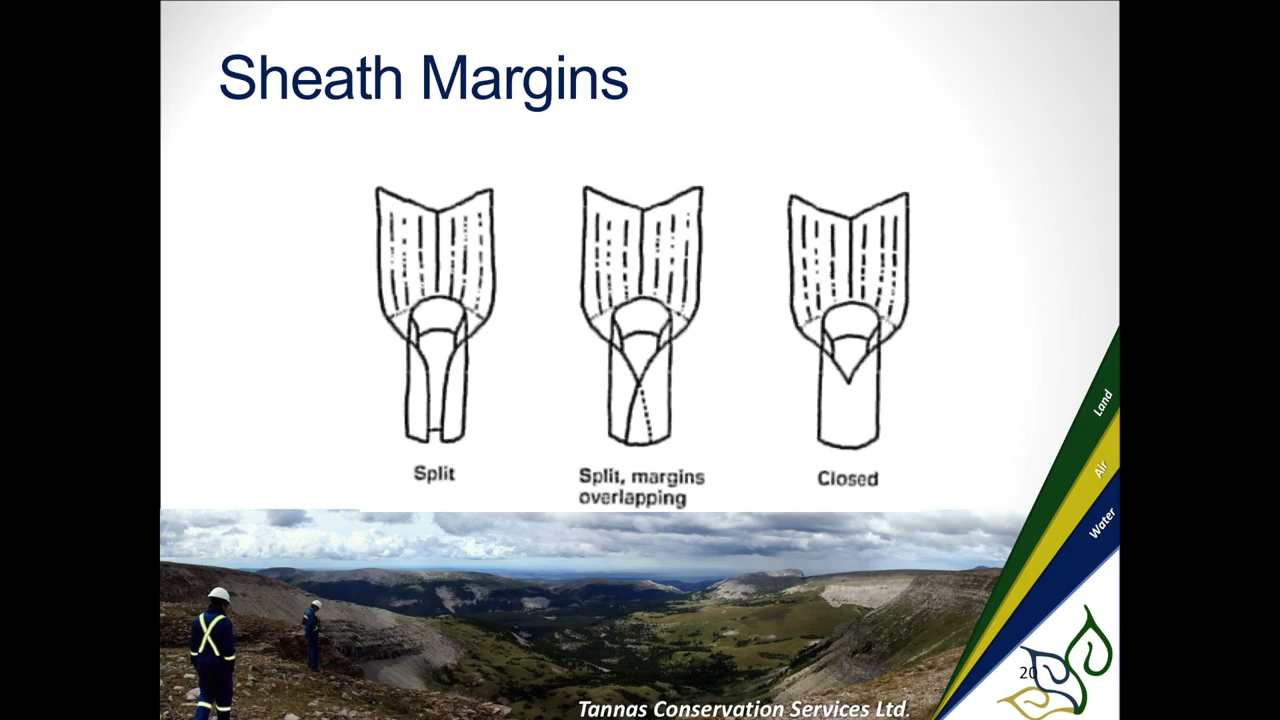 Sheath Margins
Split
Split, margins
overlapping
Closed
Land
Air
Water
20
Tannas Conservation Services Ltd.